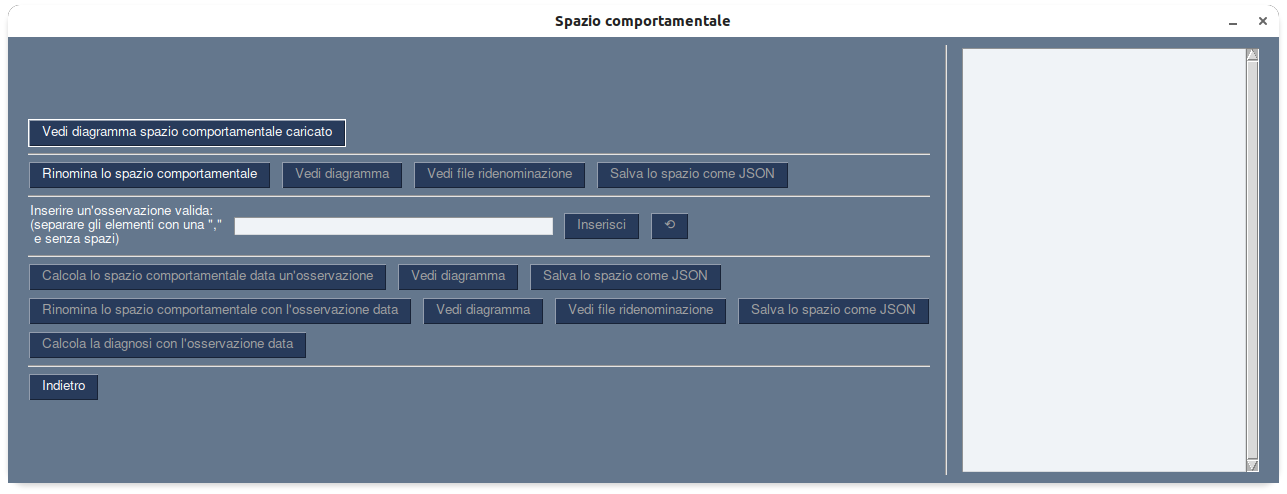 Spazio comportamentale
Vedi diagramma spazio comportamentale caricato
Rinomina lo spazio comportamentale Vedi diagramma Vedi file ridenominazione Salva lo spazio come JSON
Inserire un'osservazione valida:
(separare gli elementi con una "," Inserisci ⟲
e senza spazi)
Calcola lo spazio comportamentale data un'osservazione Vedi diagramma Salva lo spazio come JSON
Rinomina lo spazio comportamentale con l'osservazione data Vedi diagramma Vedi file ridenominazione Salva lo spazio come JSON
Calcola la diagnosi con l'osservazione data
Indietro